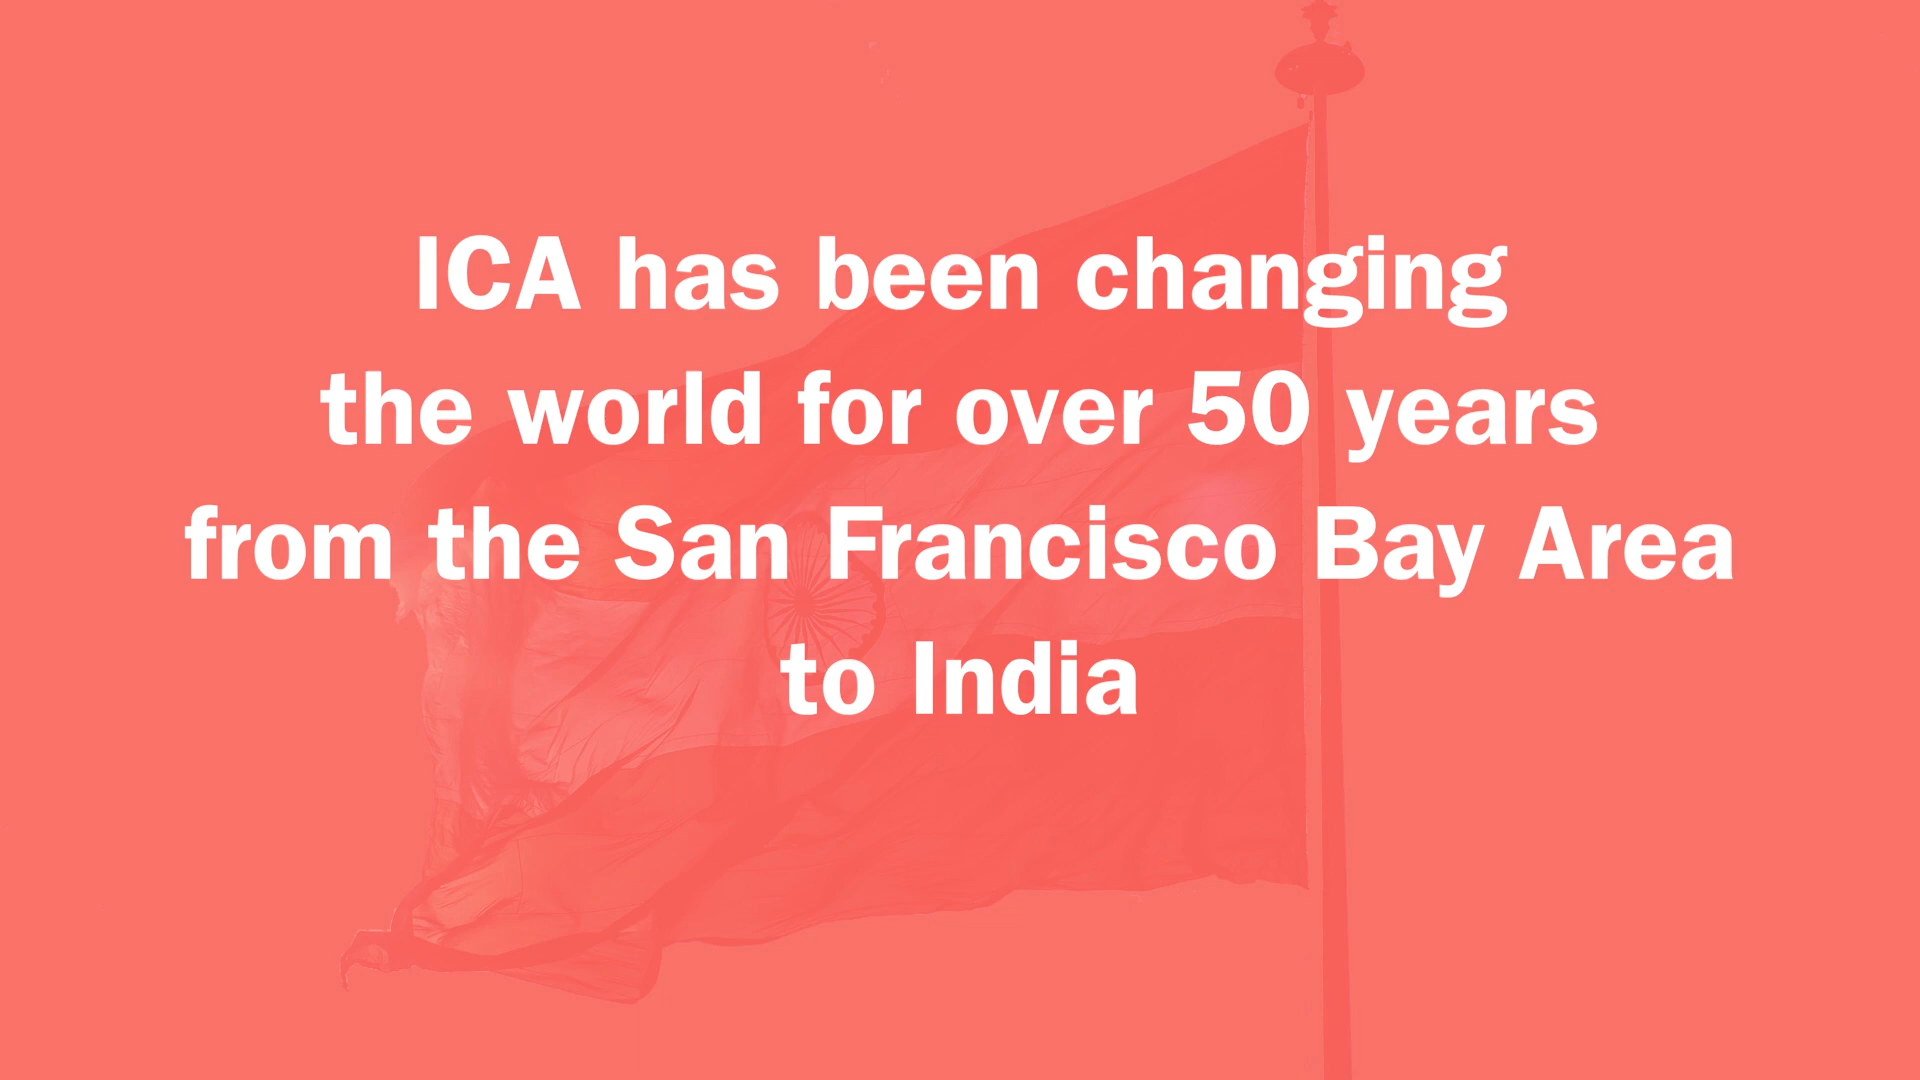 ICA has been changing
the world for over 50 years
from the San Francisco Bay Area
to India